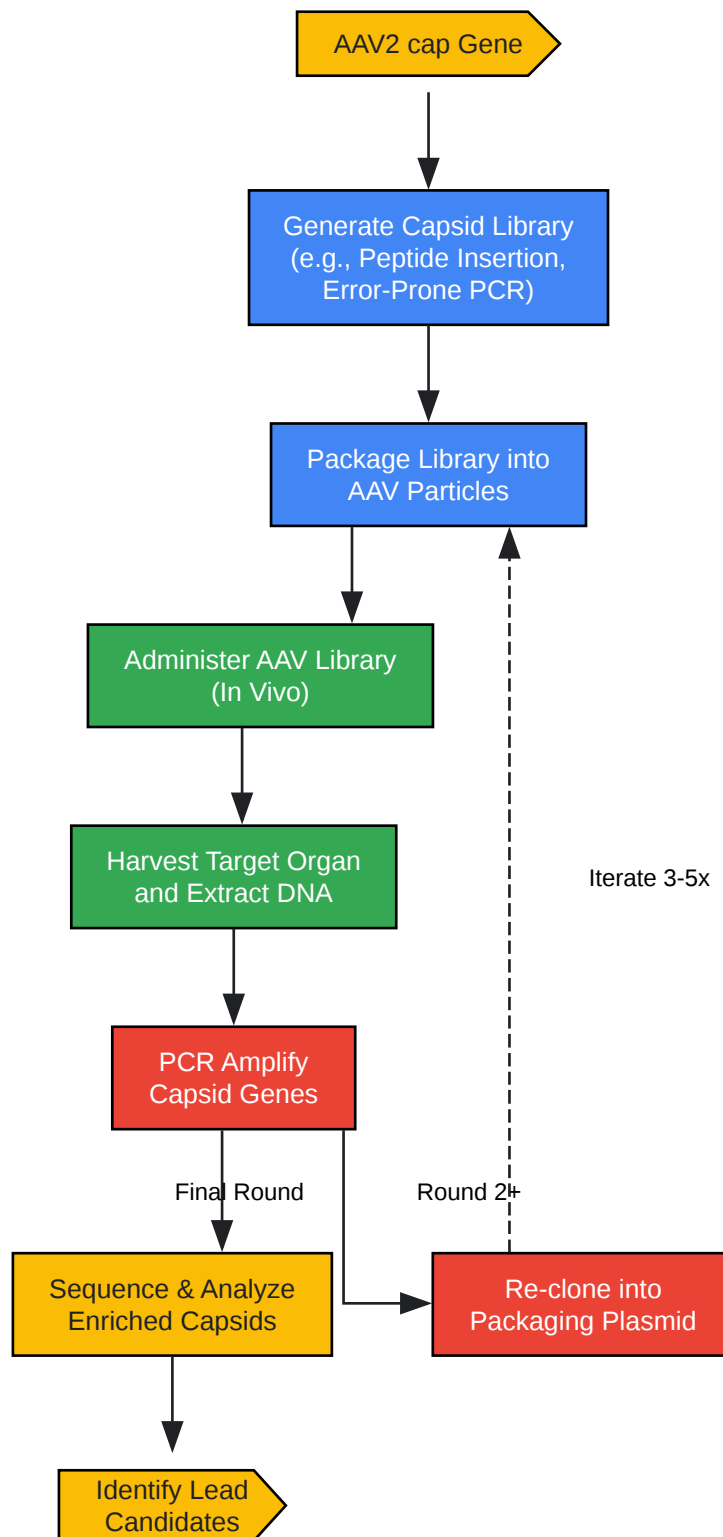 AAV2 cap Gene
Generate Capsid Library
(e.g., Peptide Insertion,
Error-Prone PCR)
Package Library into
AAV Particles
Administer AAV Library
(In Vivo)
Harvest Target Organ
and Extract DNA
Iterate 3-5x
PCR Amplify
Capsid Genes
Final Round
Round 2+
Sequence & Analyze
Enriched Capsids
Re-clone into
Packaging Plasmid
Identify Lead
Candidates